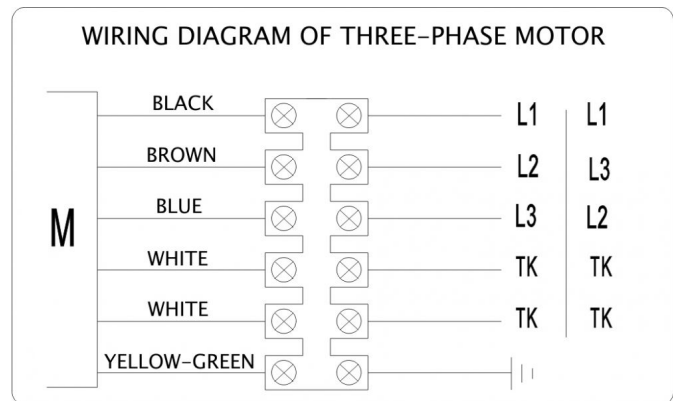 WIRING DIAGRAM OF THREE-PHASE MOTOR
M
BLACK L1 L1
BROWN L2 L3
BLUE L3 L2
WHITE TK TK
WHITE TK TK
YELLOW-GREEN